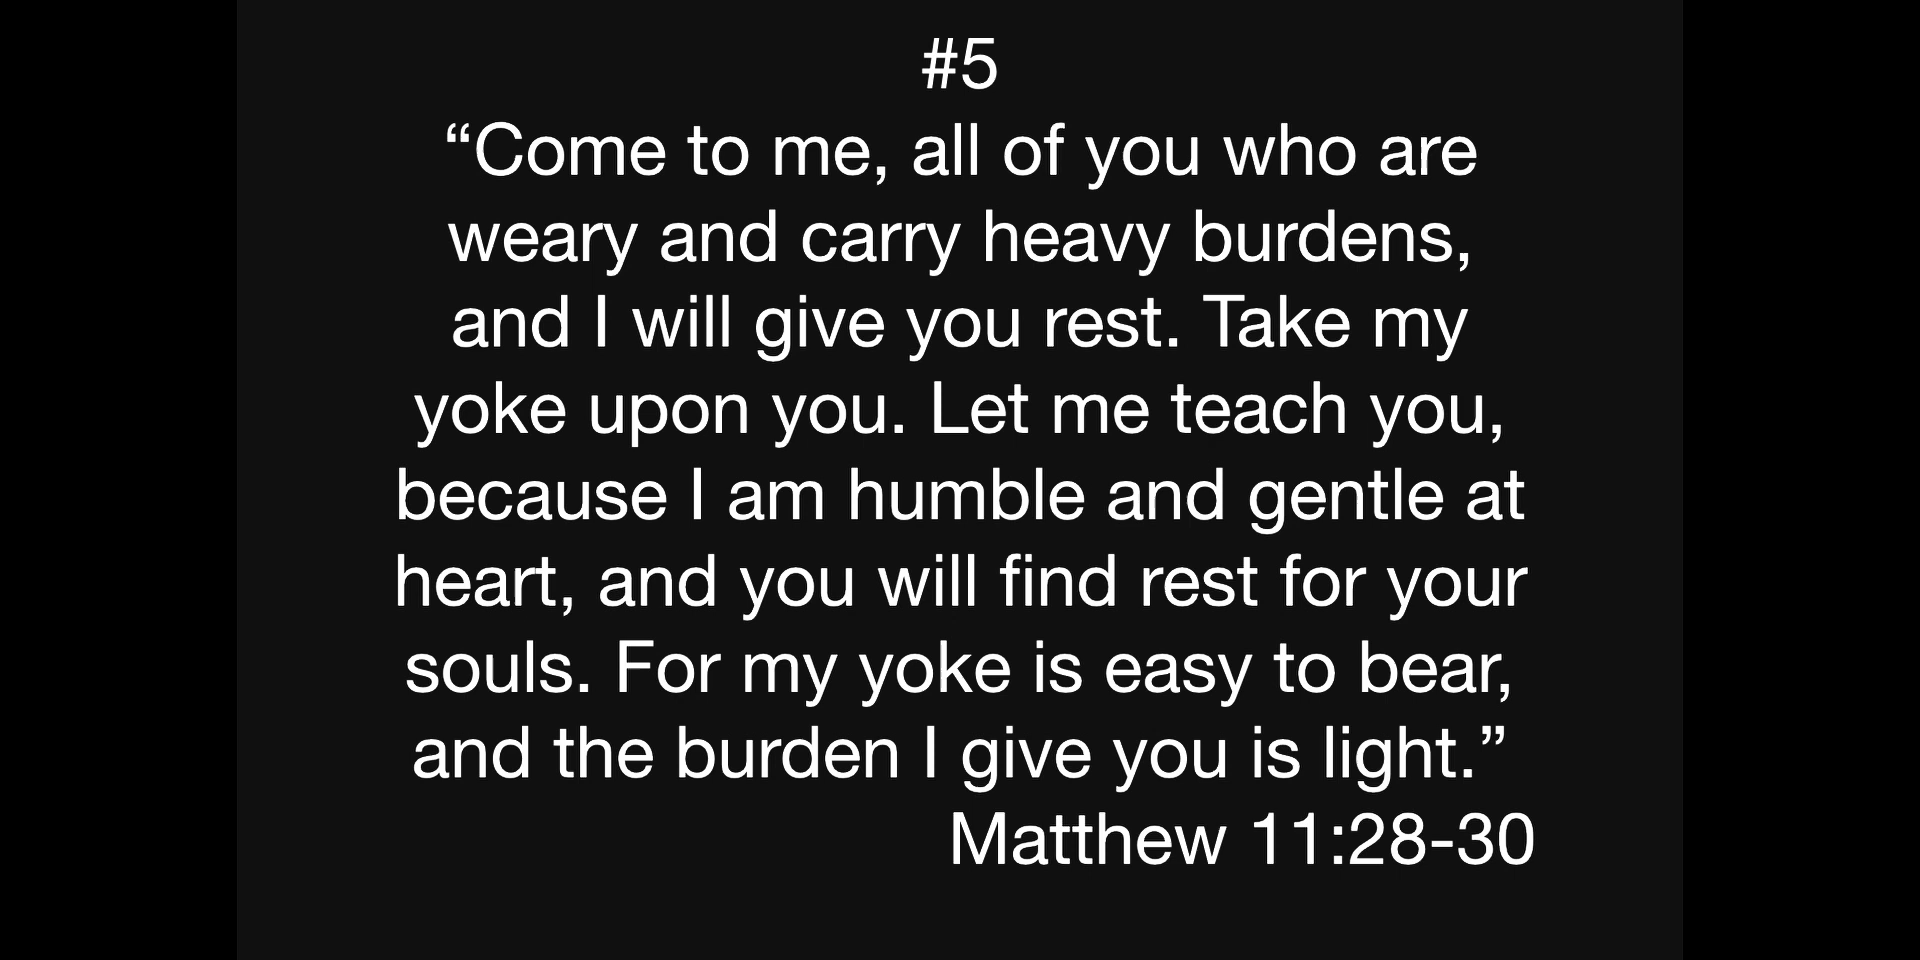 #5
“Come to me, all of you who are
weary and carry heavy burdens,
and I will give you rest. Take my
yoke upon you. Let me teach you,
because I am humble and gentle at
heart, and you will find rest for your
souls. For my yoke is easy to bear,
and the burden I give you is light.”
Matthew 11:28-30